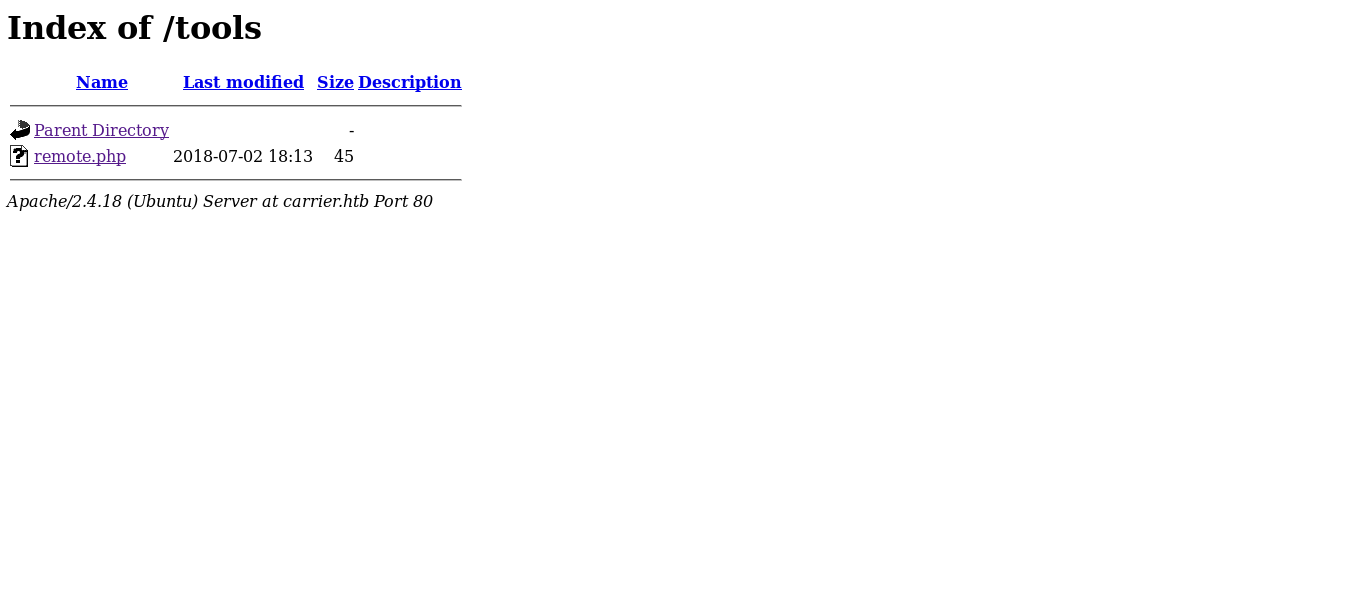 Index of /tools
Name Last modified Size Description
Parent Directory -
remote.php 2018-07-02 18:13 45
Apache/2.4.18 (Ubuntu) Server at carrier.htb Port 80